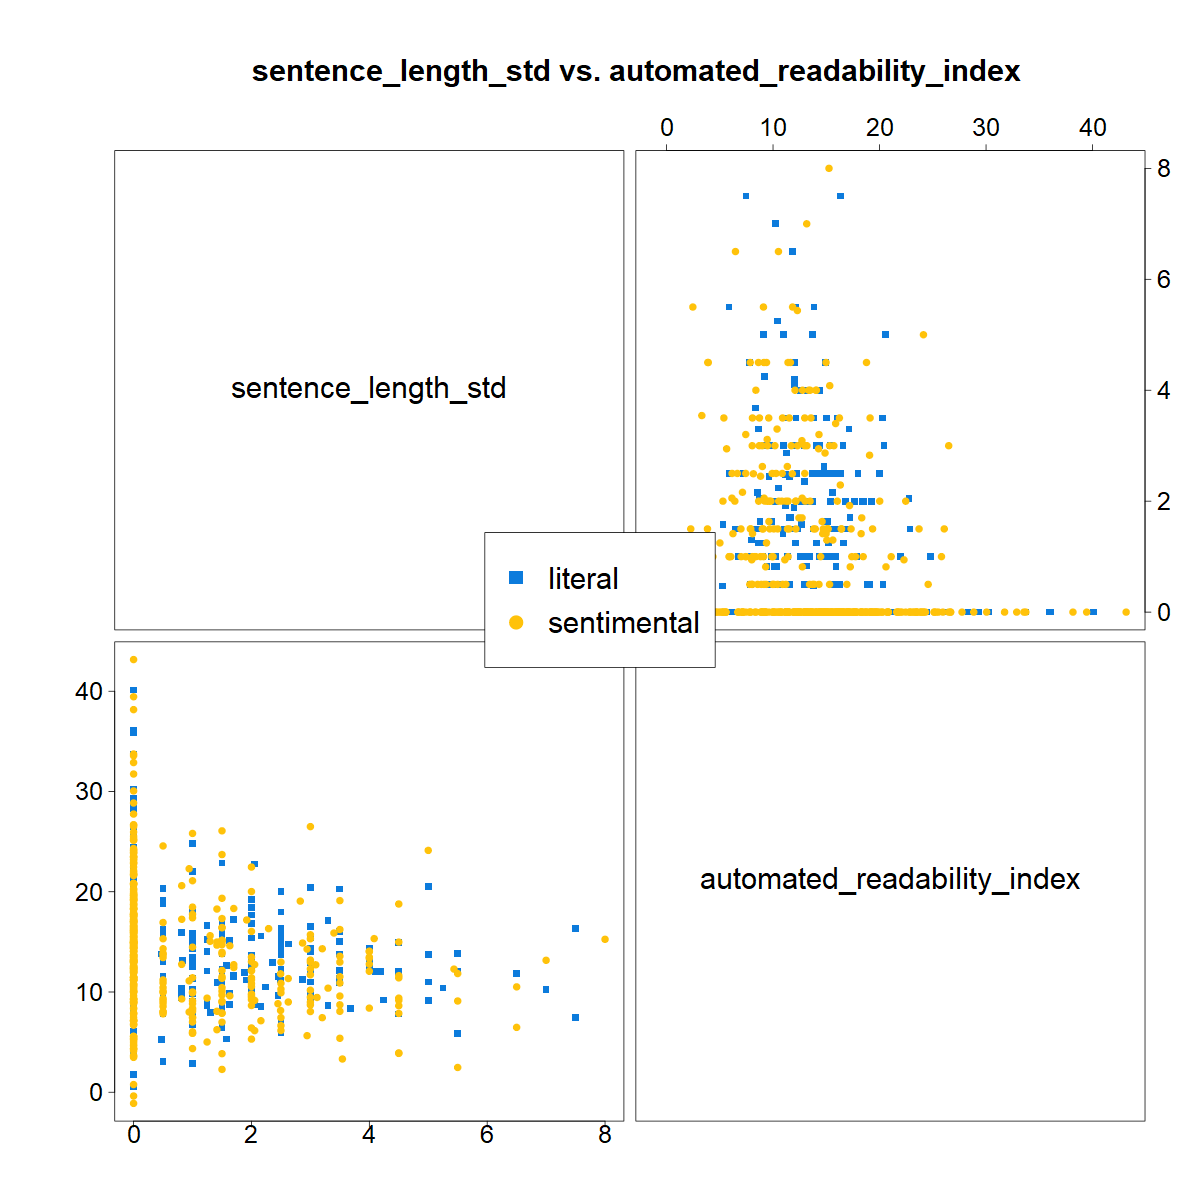 sentence_length_std vs. automated_readability_index
0 10 20 30 40
8
6
4
2
0
sentence_length_std
literal
sentimental
automated_readability_index
40
30
20
10
0
0 2 4 6 8